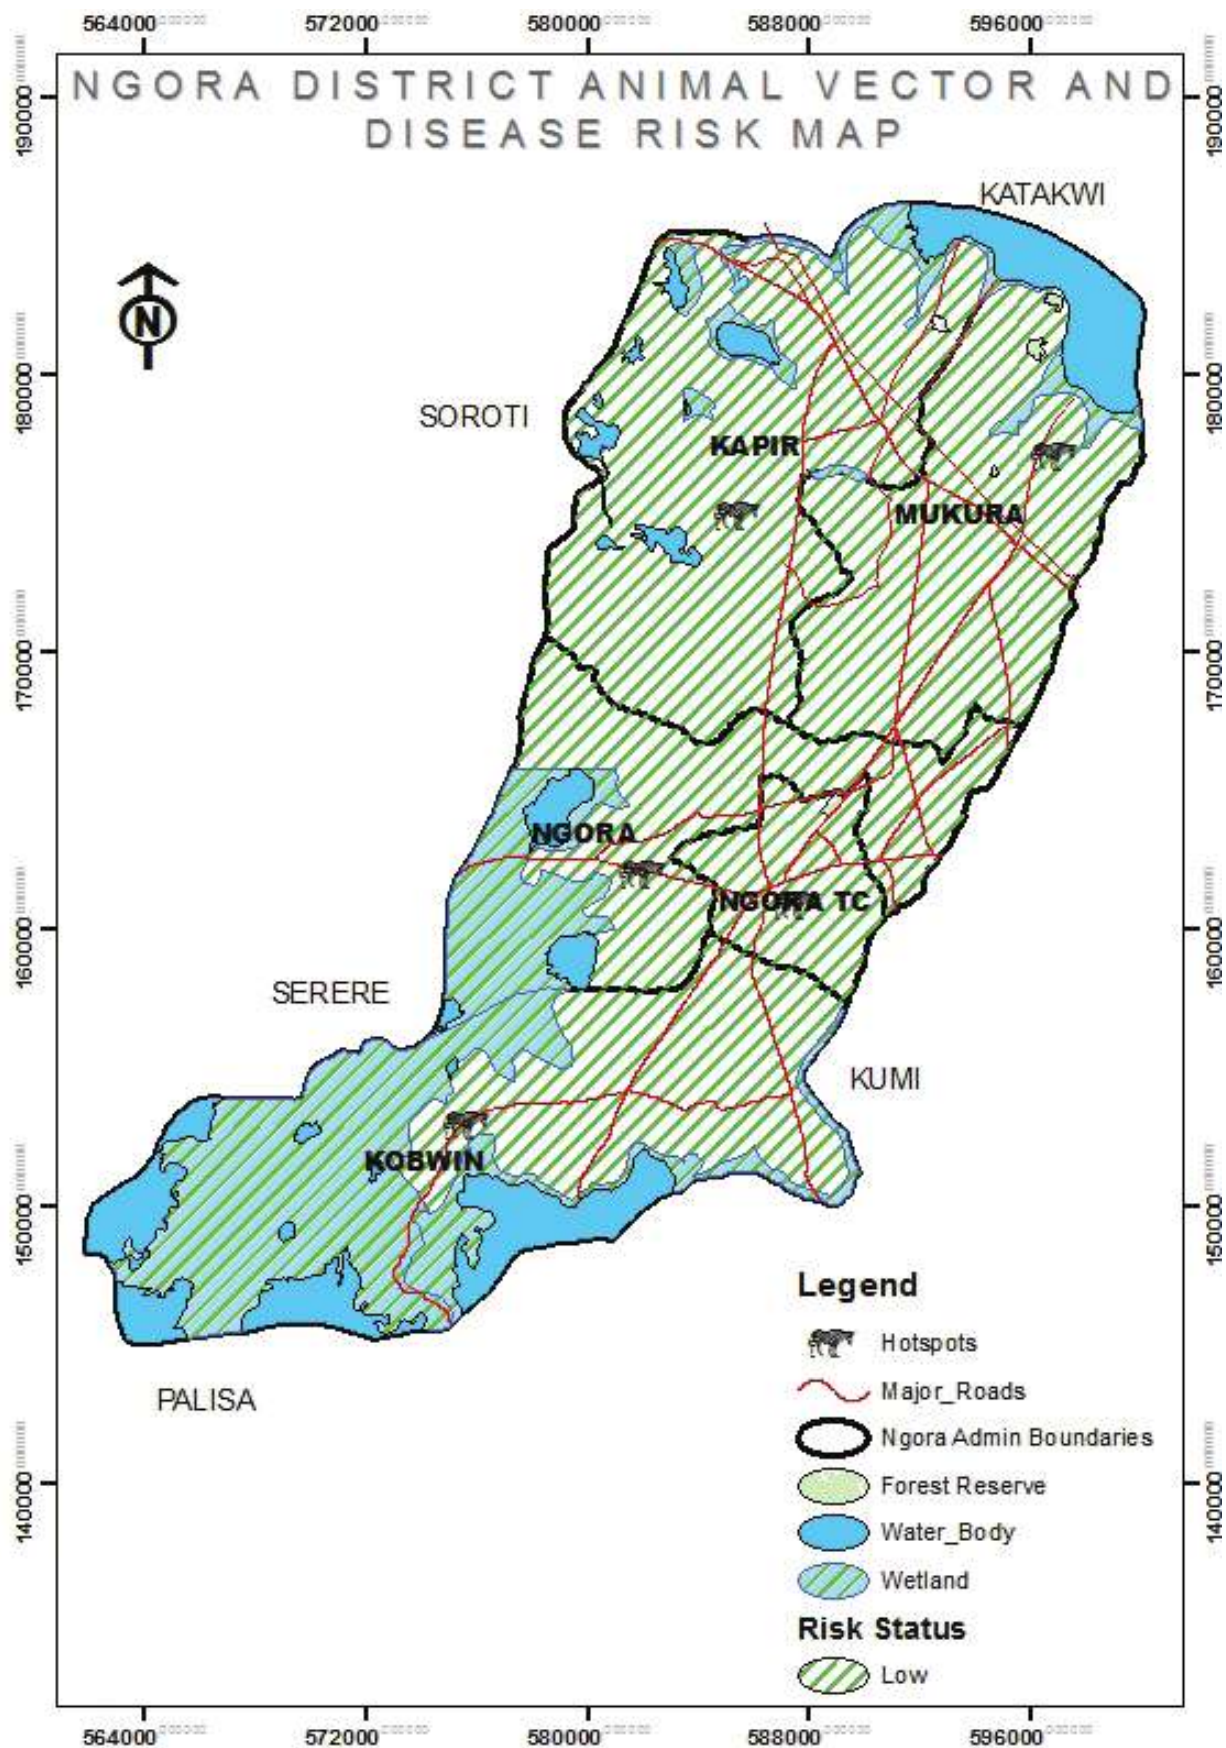 564000 572000 580000 588000 596000
NGORA DISTRICT ANIMAL VECTOR AND
DISEASE RISK MAP
190000 190000
KATAKWI
N
180000 180000
SOROTI
KAPIR
MUKURA
170000 170000
NGORA
NGORA TC
160000 160000
SERERE
KUMI
KOBWIN
150000 150000
Legend
Hotspots
Major_Roads
PALISA
Ngora Admin Boundaries
140000 140000
Forest Reserve
Water_Body
Wetland
Risk Status
Low
564000 572000 580000 588000 596000